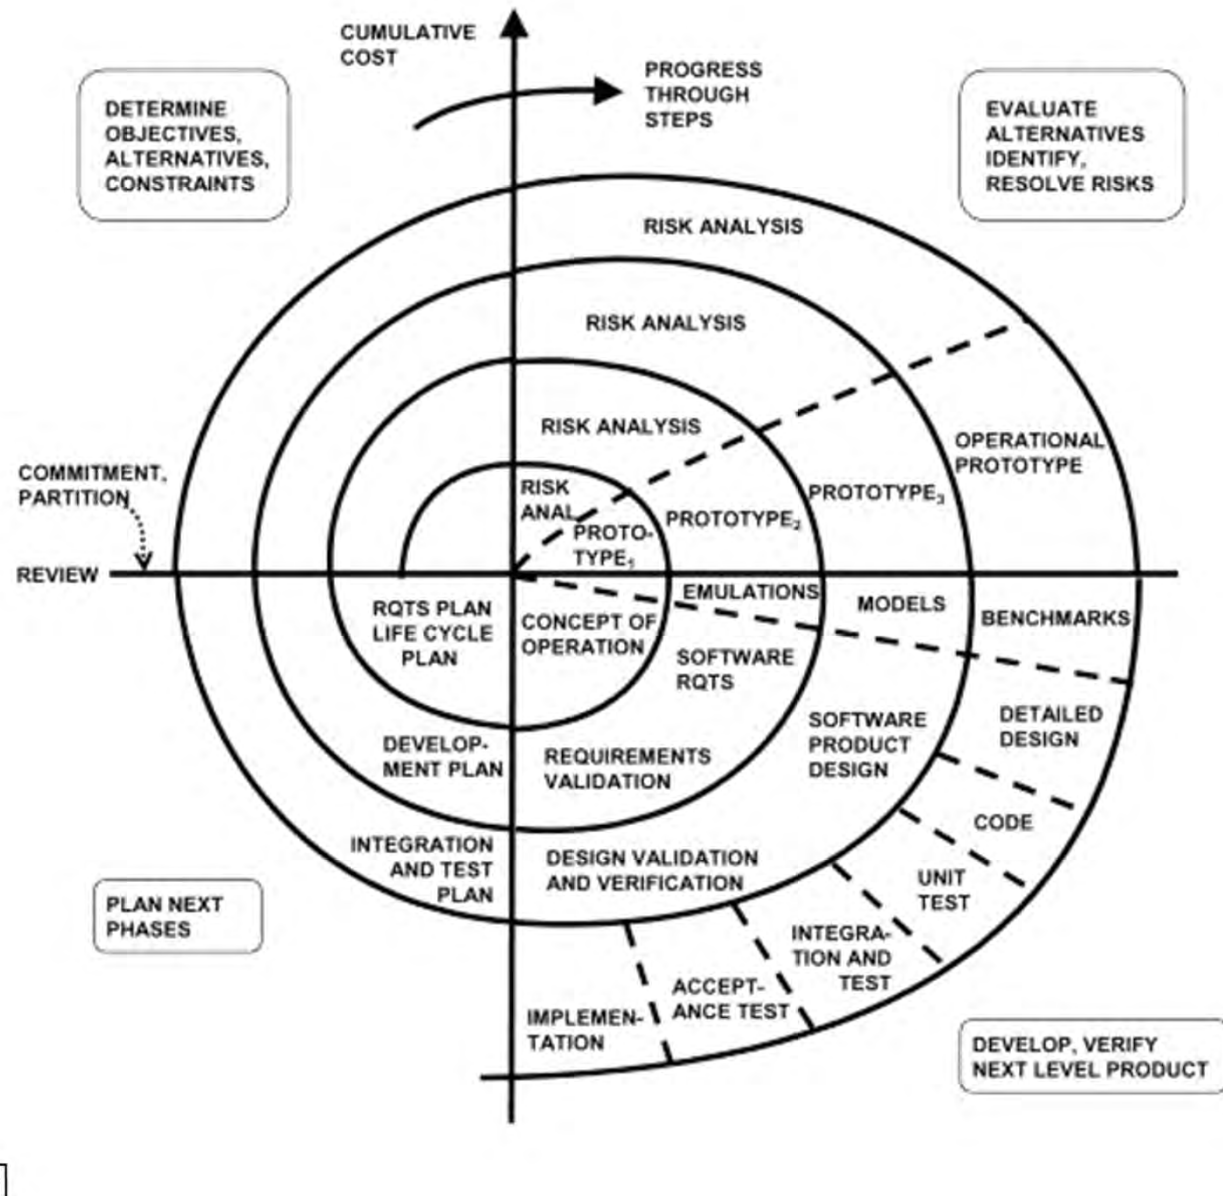 CUMULATIVE
COST
PROGRESS
THROUGH
STEPS
DETERMINE
OBJECTIVES,
ALTERNATIVES,
CONSTRAINTS
EVALUATE
ALTERNATIVES
IDENTIFY,
RESOLVE RISKS
RISK ANALYSIS
RISK ANALYSIS
RISK ANALYSIS
RISK
ANAL.
PROTO-
TYPE₁
PROTOTYPE₂
PROTOTYPE₃
OPERATIONAL
PROTOTYPE
COMMITMENT,
PARTITION
REVIEW
EMULATIONS
MODELS
BENCHMARKS
RQTS PLAN
LIFE CYCLE
PLAN
CONCEPT OF
OPERATION
SOFTWARE
RQTS
SOFTWARE
PRODUCT
DESIGN
DETAILED
DESIGN
DEVELOP-
MENT PLAN
REQUIREMENTS
VALIDATION
CODE
INTEGRATION
AND TEST
PLAN
DESIGN VALIDATION
AND VERIFICATION
UNIT
TEST
PLAN NEXT
PHASES
INTEGRA-
TION AND
TEST
ACCEPT-
ANCE TEST
IMPLEMEN-
TATION
DEVELOP, VERIFY
NEXT LEVEL PRODUCT